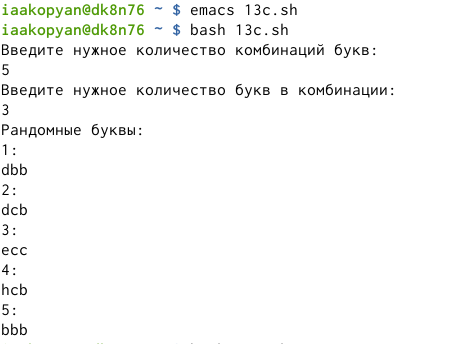 iaakopyan@dk8n76 ~ $ emacs 13c.sh
iaakopyan@dk8n76 ~ $ bash 13c.sh
Введите нужное количество комбинаций букв:
5
Введите нужное количество букв в комбинации:
3
Рандомные буквы:
1:
dbb
2:
dcb
3:
ecc
4:
hcb
5:
bbb